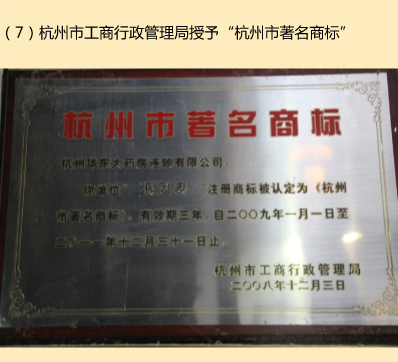 （7）杭州市工商行政管理局授予“杭州市著名商标”
杭州市著名商标
杭州华东大药房连锁有限公司：
你单位“ ”注册商标被认定为《杭州
市著名商标》，有效期三年，自二〇〇九年一月一日至
二〇一一年十二月三十一日止。
杭州市工商行政管理局
二〇〇八年十二月三日